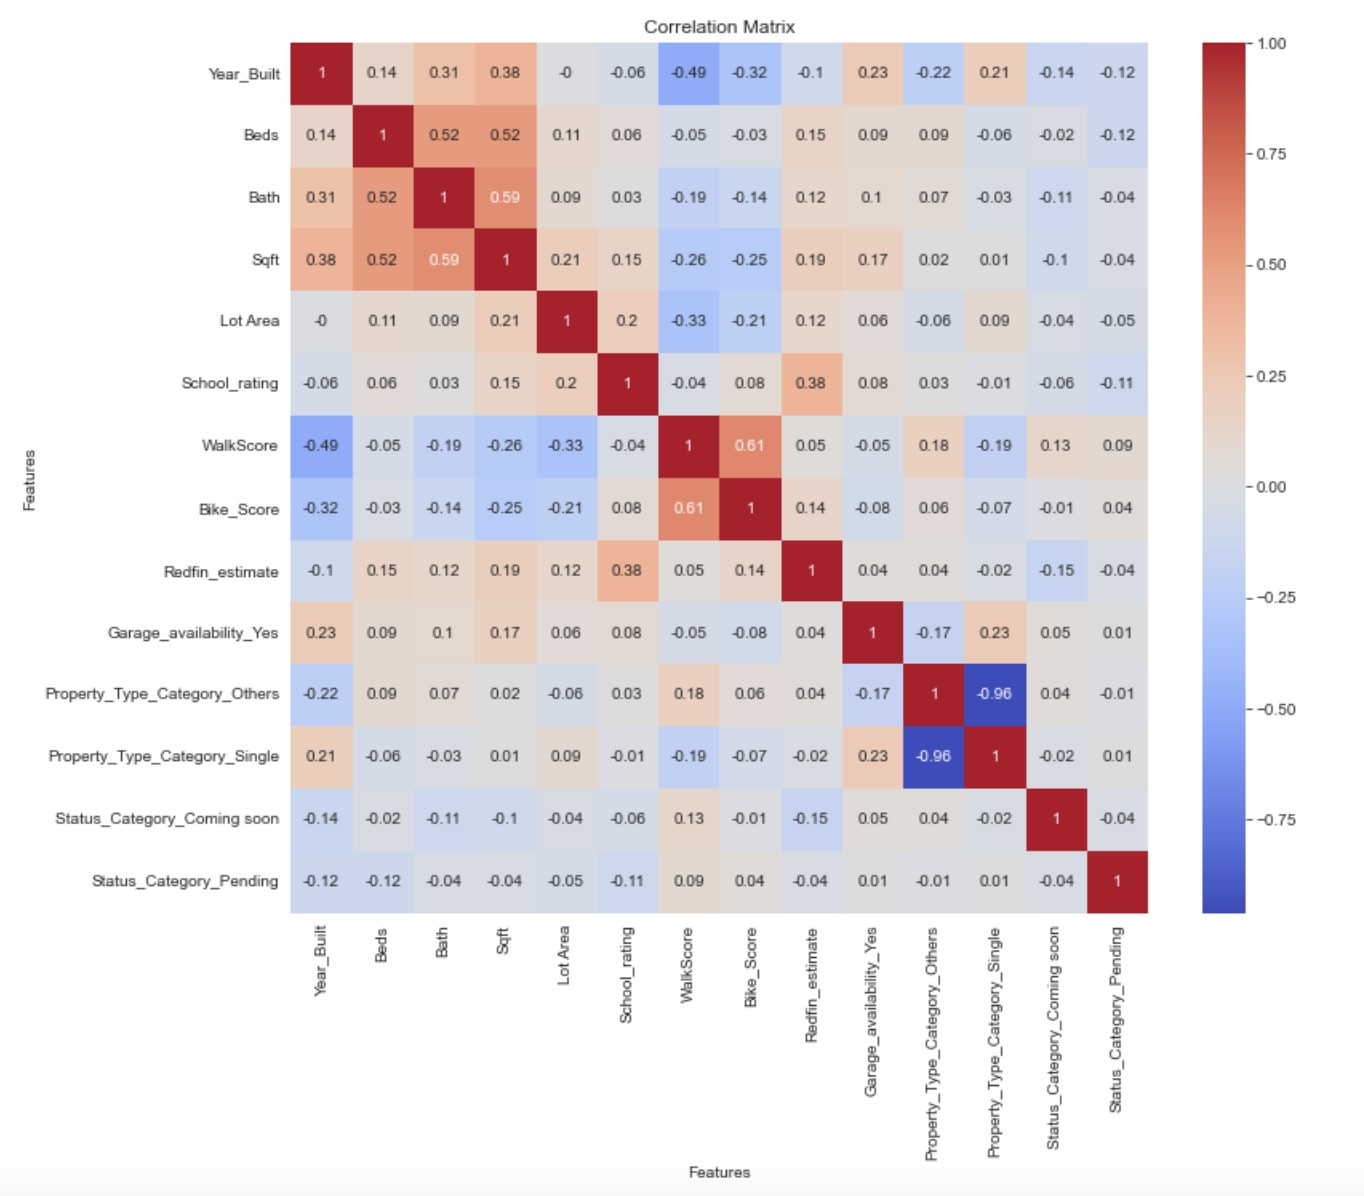 Correlation Matrix
Year_Built 1 0.14 0.31 0.38 -0 -0.06 -0.49 -0.32 -0.1 0.23 -0.22 0.21 -0.14 -0.12
Beds 0.14 1 0.52 0.52 0.11 0.06 -0.05 -0.03 0.15 0.09 0.09 -0.06 -0.02 -0.12
Bath 0.31 0.52 1 0.59 0.09 0.03 -0.19 -0.14 0.12 0.1 0.07 -0.03 -0.11 -0.04
Sqft 0.38 0.52 0.59 1 0.21 0.15 -0.26 -0.25 0.19 0.17 0.02 0.01 -0.1 -0.04
Lot Area -0 0.11 0.09 0.21 1 0.2 -0.33 -0.21 0.12 0.06 -0.06 0.09 -0.04 -0.05
School_rating -0.06 0.06 0.03 0.15 0.2 1 -0.04 0.08 0.38 0.08 0.03 -0.01 -0.06 -0.11
WalkScore -0.49 -0.05 -0.19 -0.26 -0.33 -0.04 1 0.61 0.05 -0.05 0.18 -0.19 0.13 0.09
Bike_Score -0.32 -0.03 -0.14 -0.25 -0.21 0.08 0.61 1 0.14 -0.08 0.06 -0.07 -0.01 0.04
Redfin_estimate -0.1 0.15 0.12 0.19 0.12 0.38 0.05 0.14 1 0.04 0.04 -0.02 -0.15 -0.04
Garage_availability_Yes 0.23 0.09 0.1 0.17 0.06 0.08 -0.05 -0.08 0.04 1 -0.17 0.23 0.05 0.01
Property_Type_Category_Others -0.22 0.09 0.07 0.02 -0.06 0.03 0.18 0.06 0.04 -0.17 1 -0.96 0.04 -0.01
Property_Type_Category_Single 0.21 -0.06 -0.03 0.01 0.09 -0.01 -0.19 -0.07 -0.02 0.23 -0.96 1 -0.02 0.01
Status_Category_Coming soon -0.14 -0.02 -0.11 -0.1 -0.04 -0.06 0.13 -0.01 -0.15 0.05 0.04 -0.02 1 -0.04
Status_Category_Pending -0.12 -0.12 -0.04 -0.04 -0.05 -0.11 0.09 0.04 -0.04 0.01 -0.01 0.01 -0.04 1
Features
Year_Built
Beds
Bath
Sqft
Lot Area
School_rating
WalkScore
Bike_Score
Redfin_estimate
Garage_availability_Yes
Property_Type_Category_Others
Property_Type_Category_Single
Status_Category_Coming soon
Status_Category_Pending
Features
1.00
0.75
0.50
0.25
0.00
−0.25
−0.50
−0.75